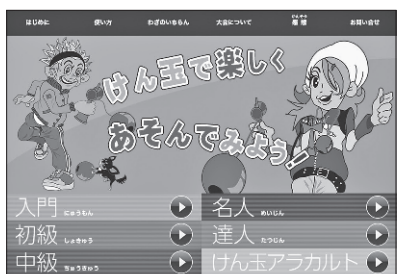 はじめに 使い方 わざのいちらん 大会について 履歴 お問い合せ
けん玉で楽しく
あそんでみよう!
入門 にゅうもん 名人 めいじん
初級 しょきゅう 達人 たつじん
中級 ちゅうきゅう けん玉アラカルト